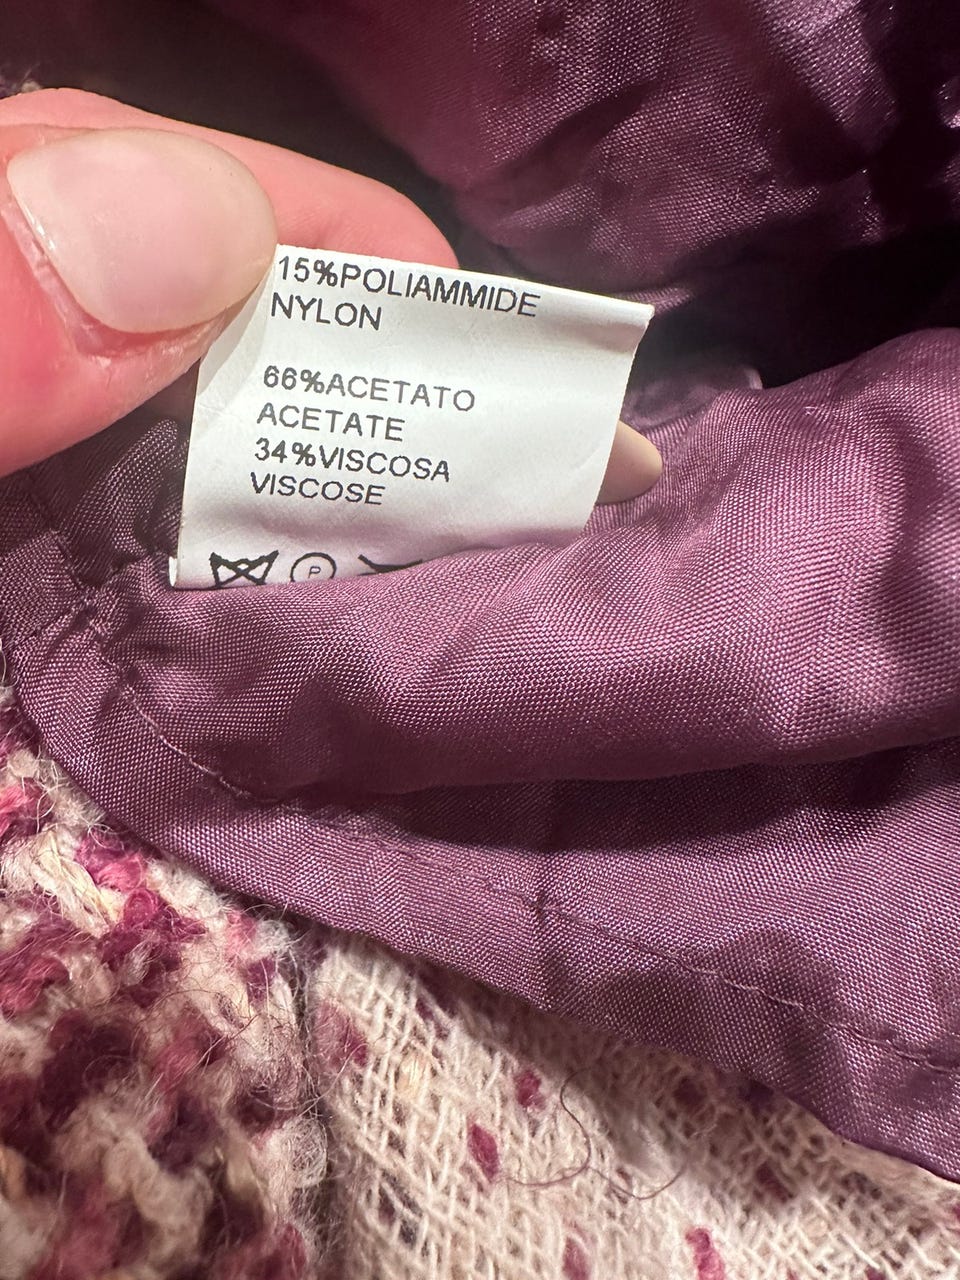 15%POLIAMMIDE
NYLON
66%ACETATO
ACETATE
34%VISCOSA
VISCOSE
P